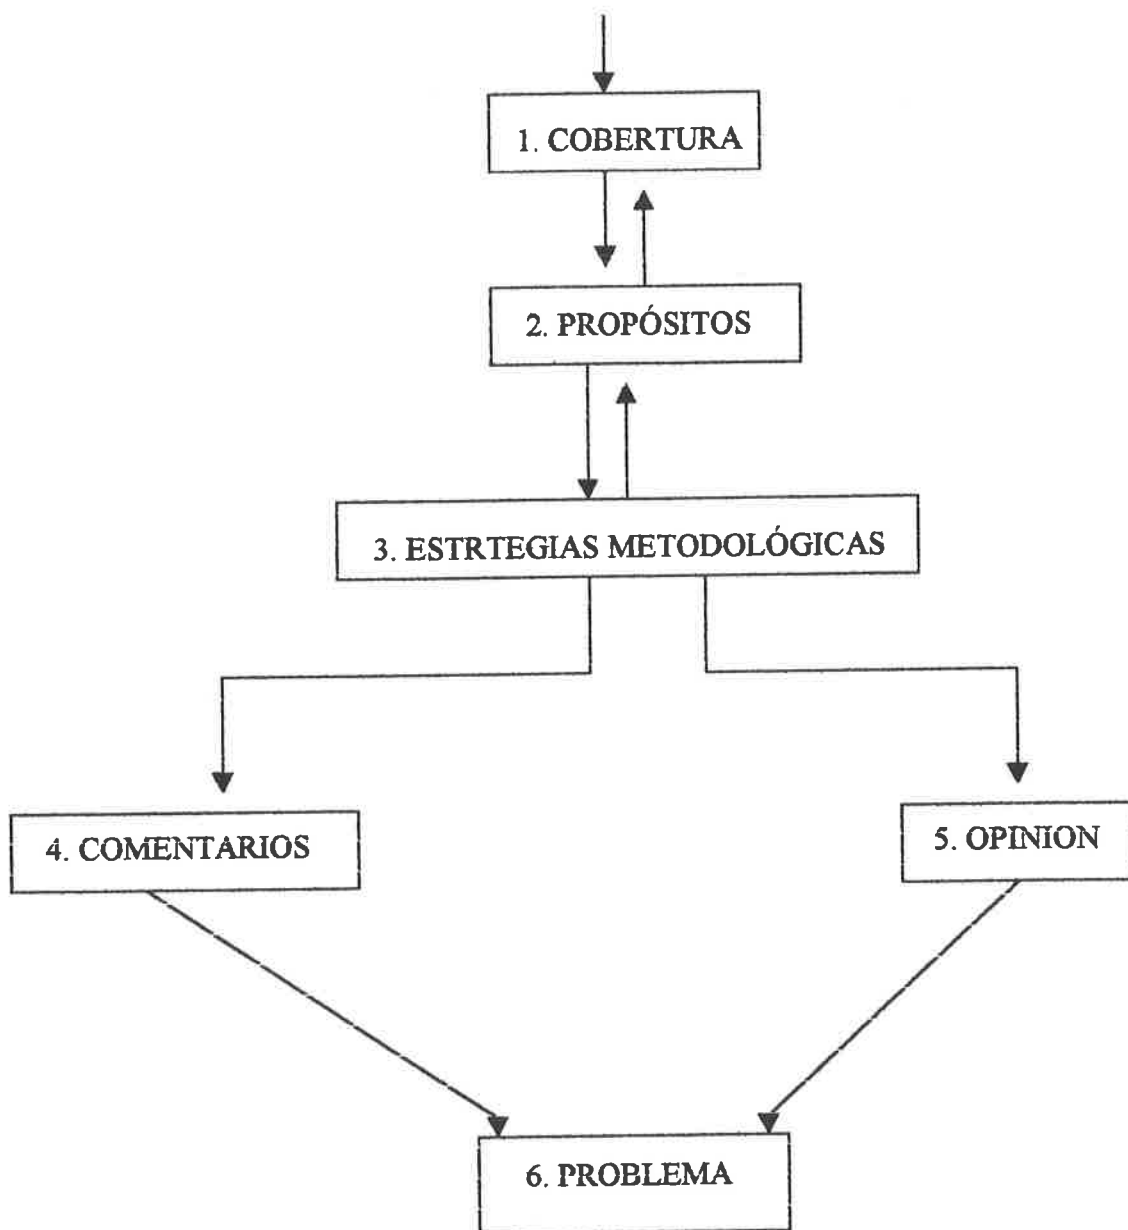 1. COBERTURA
2. PROPÓSITOS
3. ESTRTEGIAS METODOLÓGICAS
4. COMENTARIOS
5. OPINION
6. PROBLEMA